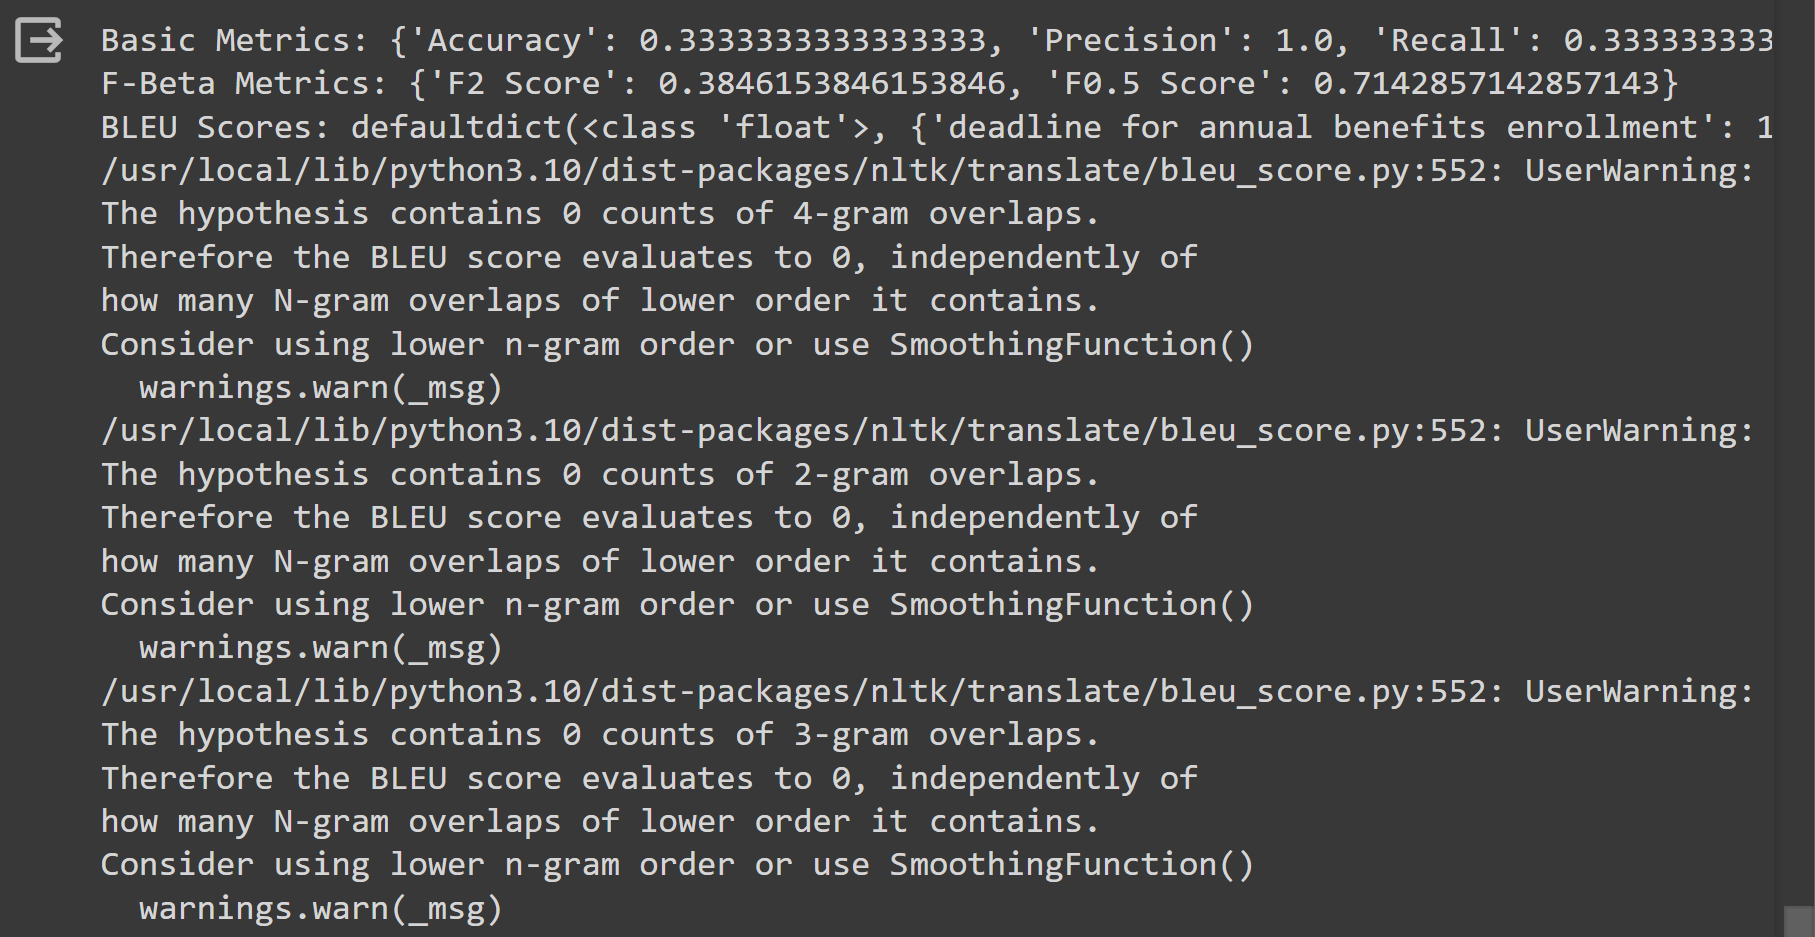 Basic Metrics: {'Accuracy': 0.3333333333333333, 'Precision': 1.0, 'Recall': 0.333333333
F-Beta Metrics: {'F2 Score': 0.3846153846153846, 'F0.5 Score': 0.7142857142857143}
BLEU Scores: defaultdict(<class 'float'>, {'deadline for annual benefits enrollment': 1
/usr/local/lib/python3.10/dist-packages/nltk/translate/bleu_score.py:552: UserWarning:
The hypothesis contains 0 counts of 4-gram overlaps.
Therefore the BLEU score evaluates to 0, independently of
how many N-gram overlaps of lower order it contains.
Consider using lower n-gram order or use SmoothingFunction()
  warnings.warn(_msg)
/usr/local/lib/python3.10/dist-packages/nltk/translate/bleu_score.py:552: UserWarning:
The hypothesis contains 0 counts of 2-gram overlaps.
Therefore the BLEU score evaluates to 0, independently of
how many N-gram overlaps of lower order it contains.
Consider using lower n-gram order or use SmoothingFunction()
  warnings.warn(_msg)
/usr/local/lib/python3.10/dist-packages/nltk/translate/bleu_score.py:552: UserWarning:
The hypothesis contains 0 counts of 3-gram overlaps.
Therefore the BLEU score evaluates to 0, independently of
how many N-gram overlaps of lower order it contains.
Consider using lower n-gram order or use SmoothingFunction()
  warnings.warn(_msg)